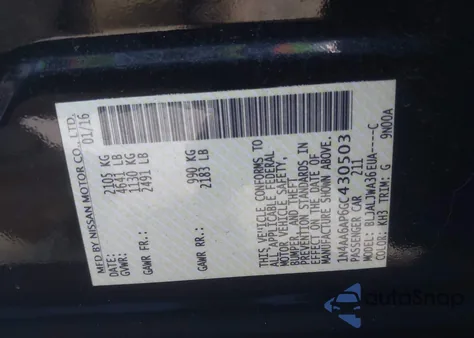 MFD BY NISSAN MOTOR CO., LTD.
DATE: 01/16
GVWR: 2105 KG
4641 LB
GAWR FR: 1130 KG
2491 LB
GAWR RR: 990 KG
2183 LB
THIS VEHICLE CONFORMS TO
ALL APPLICABLE FEDERAL
MOTOR VEHICLE SAFETY,
BUMPER, AND THEFT
PREVENTION STANDARDS IN
EFFECT ON THE DATE OF
MANUFACTURE SHOWN ABOVE.
1N4AA6AP6GC430503
PASSENGER CAR 211
MODEL: BLJALJWA36EUA----C
COLOR: KH3 TRIM: G 9N00A
autoSnap